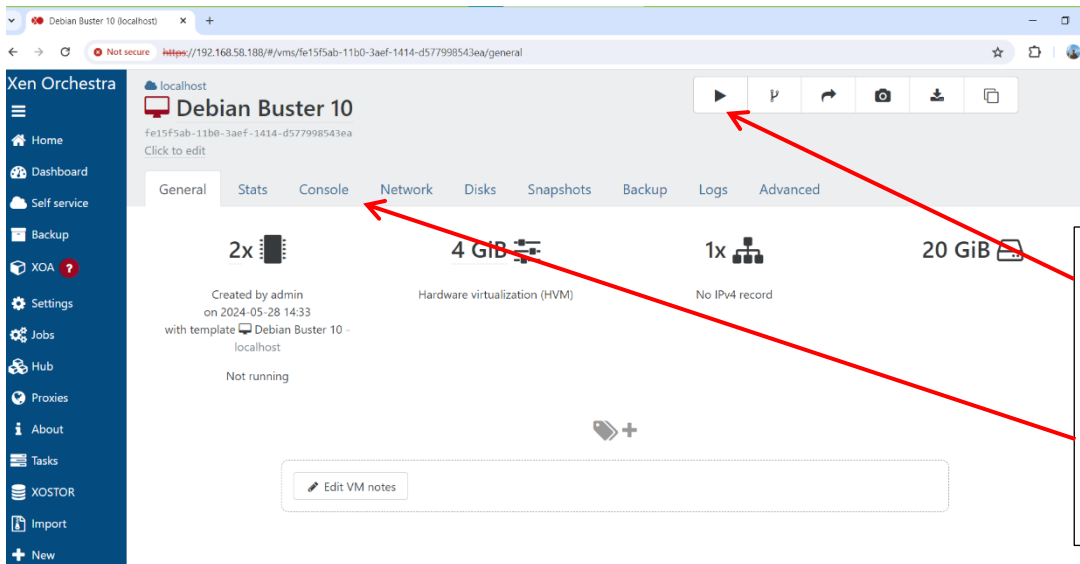 Debian Buster 10 (localhost)
Not secure https://192.168.58.188/#/vms/fe15f5ab-11b0-3aef-1414-d577998543ea/general
Xen Orchestra
Home
Dashboard
Self service
Backup
XOA ?
Settings
Jobs
Hub
Proxies
About
Tasks
XOSTOR
Import
New
localhost
Debian Buster 10
fe15f5ab-11b0-3aef-1414-d577998543ea
Click to edit
General Stats Console Network Disks Snapshots Backup Logs Advanced
2x 4 GiB 1x 20 GiB
Created by admin
on 2024-05-28 14:33
with template Debian Buster 10 -
localhost
Not running
Hardware virtualization (HVM)
No IPv4 record
Edit VM notes